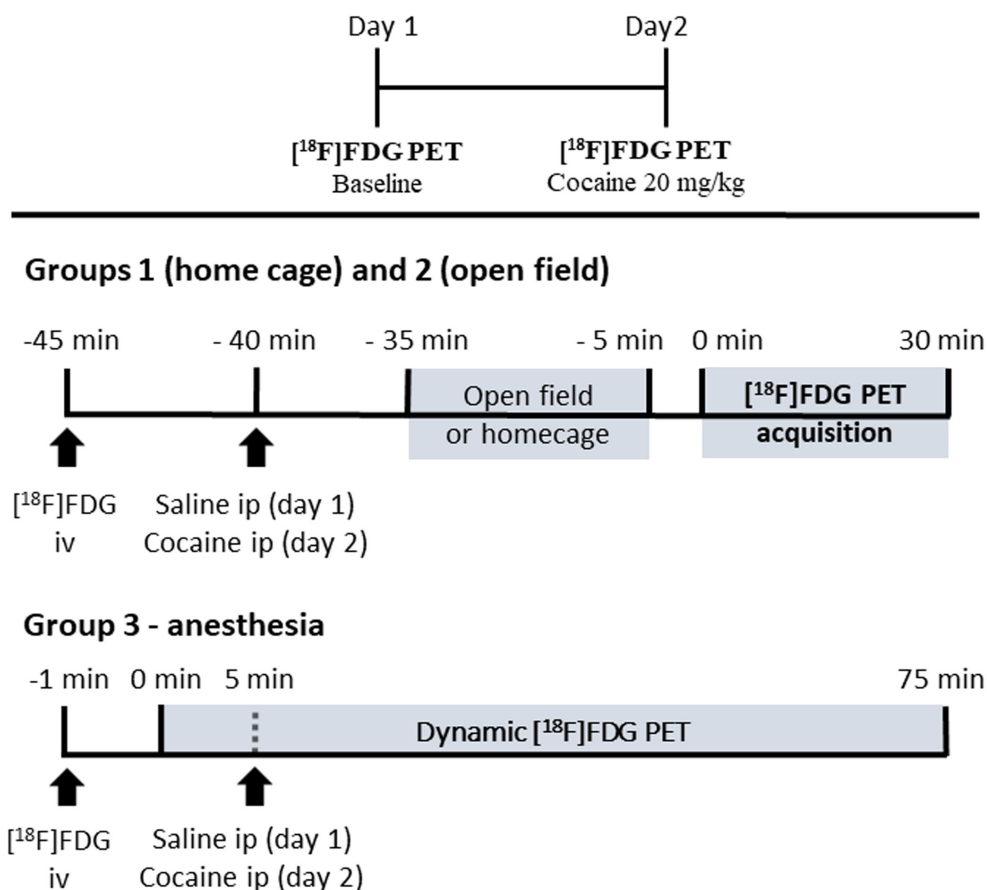 Day 1 Day2
[¹⁸F]FDG PET [¹⁸F]FDG PET
Baseline Cocaine 20 mg/kg
Groups 1 (home cage) and 2 (open field)
-45 min - 40 min - 35 min - 5 min 0 min 30 min
Open field [¹⁸F]FDG PET
or homecage acquisition
[¹⁸F]FDG Saline ip (day 1)
iv Cocaine ip (day 2)
Group 3 - anesthesia
-1 min 0 min 5 min 75 min
Dynamic [¹⁸F]FDG PET
[¹⁸F]FDG Saline ip (day 1)
iv Cocaine ip (day 2)